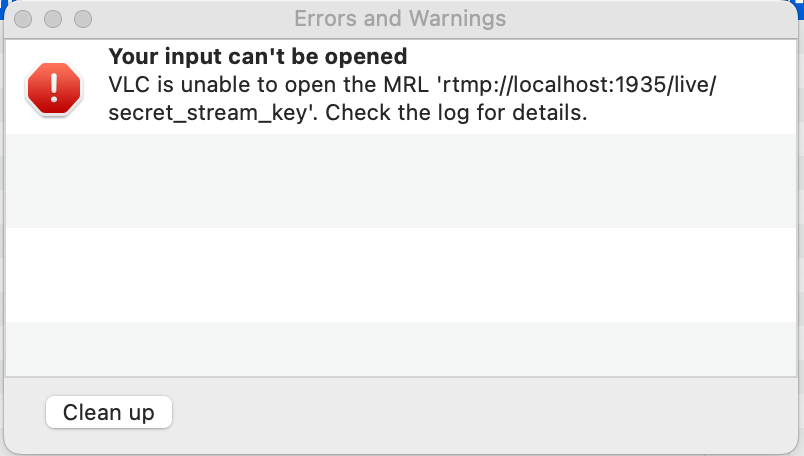 Errors and Warnings
Your input can't be opened
VLC is unable to open the MRL 'rtmp://localhost:1935/live/
secret_stream_key'. Check the log for details.
Clean up